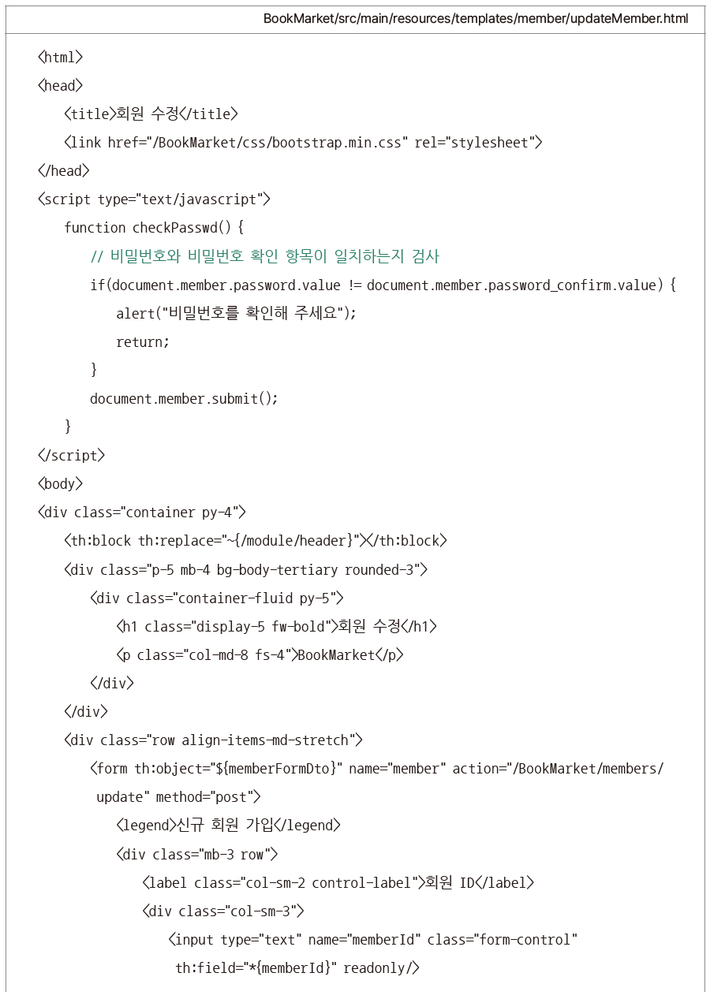 BookMarket/src/main/resources/templates/member/updateMember.html
<html>
<head>
<title>회원 수정</title>
<link href="/BookMarket/css/bootstrap.min.css" rel="stylesheet">
</head>
<script type="text/javascript">
function checkPasswd() {
// 비밀번호와 비밀번호 확인 항목이 일치하는지 검사
if(document.member.password.value != document.member.password_confirm.value) {
alert("비밀번호를 확인해 주세요");
return;
}
document.member.submit();
}
</script>
<body>
<div class="container py-4">
<th:block th:replace="~{/module/header}"></th:block>
<div class="p-5 mb-4 bg-body-tertiary rounded-3">
<div class="container-fluid py-5">
<h1 class="display-5 fw-bold">회원 수정</h1>
<p class="col-md-8 fs-4">BookMarket</p>
</div>
</div>
<div class="row align-items-md-stretch">
<form th:object="${memberFormDto}" name="member" action="/BookMarket/members/
update" method="post">
<legend>신규 회원 가입</legend>
<div class="mb-3 row">
<label class="col-sm-2 control-label">회원 ID</label>
<div class="col-sm-3">
<input type="text" name="memberId" class="form-control"
th:field="*{memberId}" readonly/>